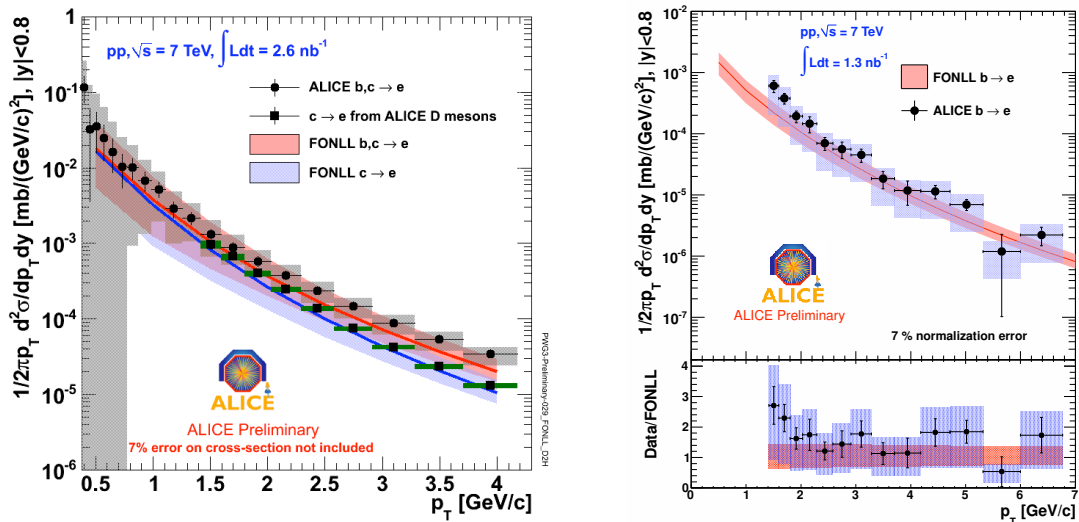 pp,√s = 7 TeV, ∫Ldt = 2.6 nb⁻¹
ALICE b,c → e
c → e from ALICE D mesons
FONLL b,c → e
FONLL c → e
1/2πp_T d²σ/dp_Tdy [mb/(GeV/c)²], |y|<0.8
1
10⁻¹
10⁻²
10⁻³
10⁻⁴
10⁻⁵
10⁻⁶
ALICE
ALICE Preliminary
7% error on cross-section not included
PWG3-Preliminary-029_FONLL_D2H
0.5 1 1.5 2 2.5 3 3.5 4
p_T [GeV/c]
pp,√s = 7 TeV
∫Ldt = 1.3 nb⁻¹
FONLL b → e
ALICE b → e
1/2πp_T d²σ/dp_Tdy [mb/(GeV/c)²], |y|<0.8
10⁻²
10⁻³
10⁻⁴
10⁻⁵
10⁻⁶
10⁻⁷
ALICE
ALICE Preliminary
7 % normalization error
Data/FONLL
4
3
2
1
0
0 1 2 3 4 5 6 7
p_T [GeV/c]